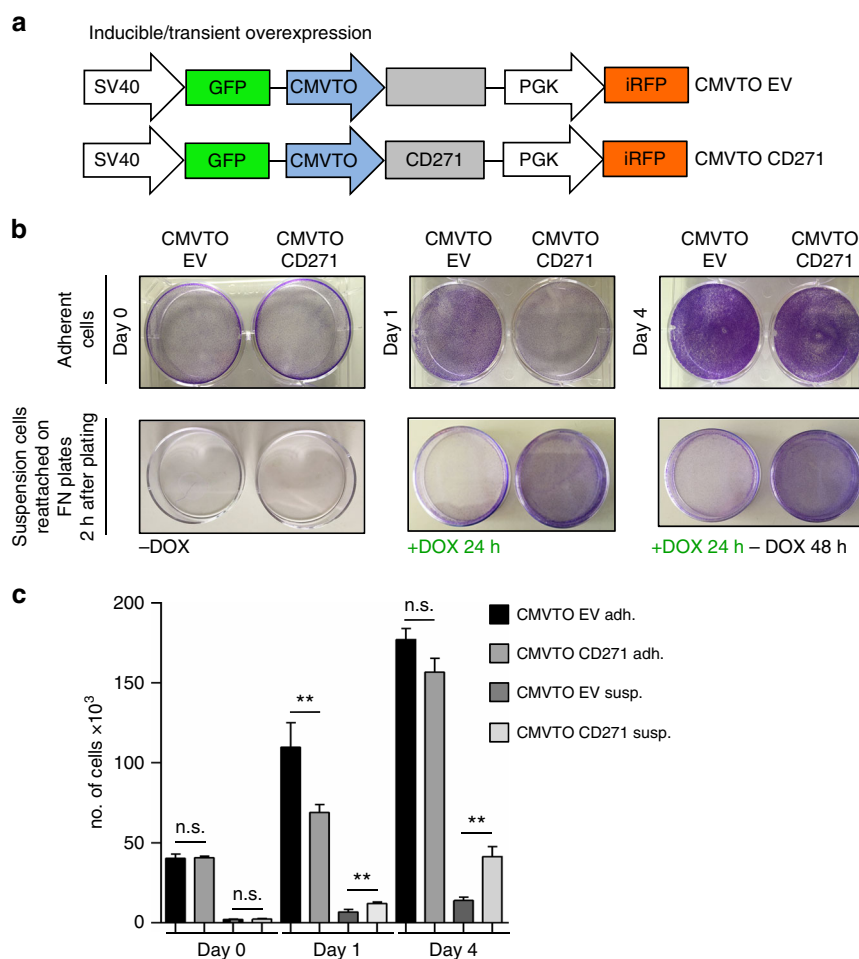 a
Inducible/transient overexpression
SV40 GFP CMVTO PGK iRFP CMVTO EV
SV40 GFP CMVTO CD271 PGK iRFP CMVTO CD271
b
CMVTO EV
CMVTO CD271
CMVTO EV
CMVTO CD271
CMVTO EV
CMVTO CD271
Adherent cells
Day 0
Day 1
Day 4
Suspension cells
reattached on
FN plates
2 h after plating
–DOX
+DOX 24 h
+DOX 24 h – DOX 48 h
c
no. of cells ×10³
200
150
100
50
0
n.s.
n.s.
**
**
n.s.
**
Day 0
Day 1
Day 4
CMVTO EV adh.
CMVTO CD271 adh.
CMVTO EV susp.
CMVTO CD271 susp.